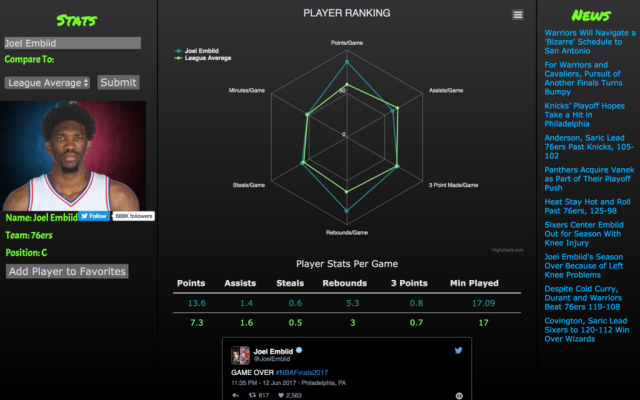 Stats
Joel Embiid
Compare To:
League Average
Submit
Name: Joel Embiid
Follow
688K followers
Team: 76ers
Position: C
Add Player to Favorites
PLAYER RANKING
Joel Embiid
League Average
Points/Game
Minutes/Game
Assists/Game
50
0
Steals/Game
3 Point Made/Game
Rebounds/Game
Highcharts.com
Player Stats Per Game
Points Assists Steals Rebounds 3 Points Min Played
13.6 1.4 0.6 5.3 0.8 17.09
7.3 1.6 0.5 3 0.7 17
Joel Embiid
@JoelEmbiid
GAME OVER #NBAFinals2017
11:35 PM - 12 Jun 2017 · Philadelphia, PA
817 2,563
News
Warriors Will Navigate a
'Bizarre' Schedule to
San Antonio
For Warriors and
Cavaliers, Pursuit of
Another Finals Turns
Bumpy
Knicks' Playoff Hopes
Take a Hit in
Philadelphia
Anderson, Saric Lead
76ers Past Knicks, 105-
102
Panthers Acquire Vanek
as Part of Their Playoff
Push
Heat Stay Hot and Roll
Past 76ers, 125-98
Sixers Center Embiid
Out for Season With
Knee Injury
Joel Embiid's Season
Over Because of Left
Knee Problems
Despite Cold Curry,
Durant and Warriors
Beat 76ers 119-108
Covington, Saric Lead
Sixers to 120-112 Win
Over Wizards